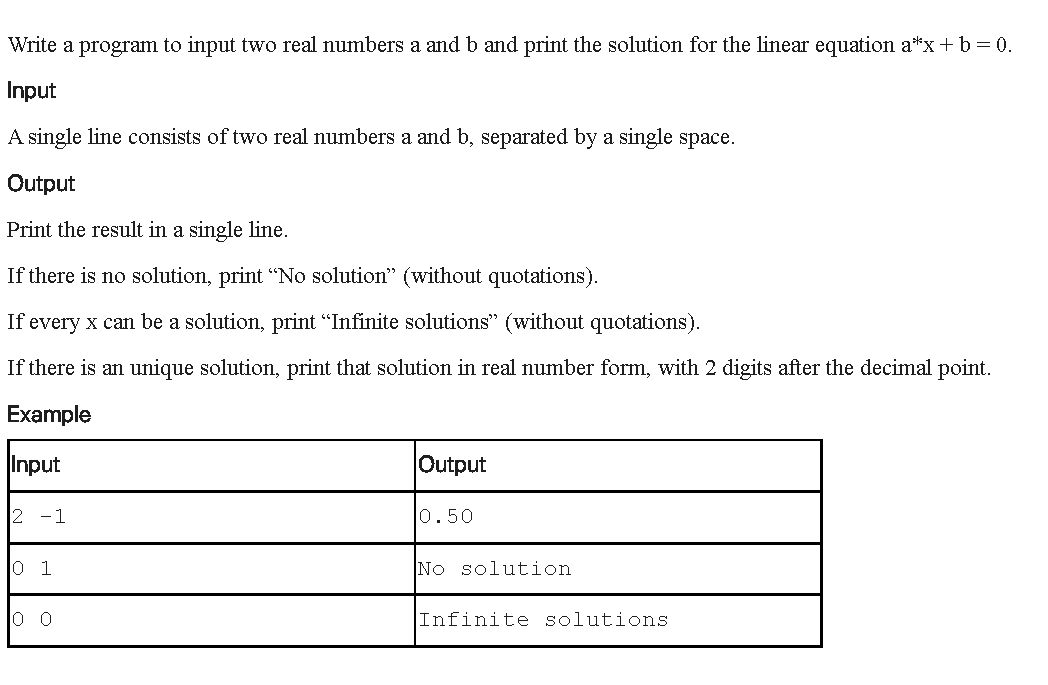 Write a program to input two real numbers a and b and print the solution for the linear equation a*x + b = 0.
Input
A single line consists of two real numbers a and b, separated by a single space.
Output
Print the result in a single line.
If there is no solution, print “No solution” (without quotations).
If every x can be a solution, print “Infinite solutions” (without quotations).
If there is an unique solution, print that solution in real number form, with 2 digits after the decimal point.
Example
Input Output
2 -1 0.50
0 1 No solution
0 0 Infinite solutions